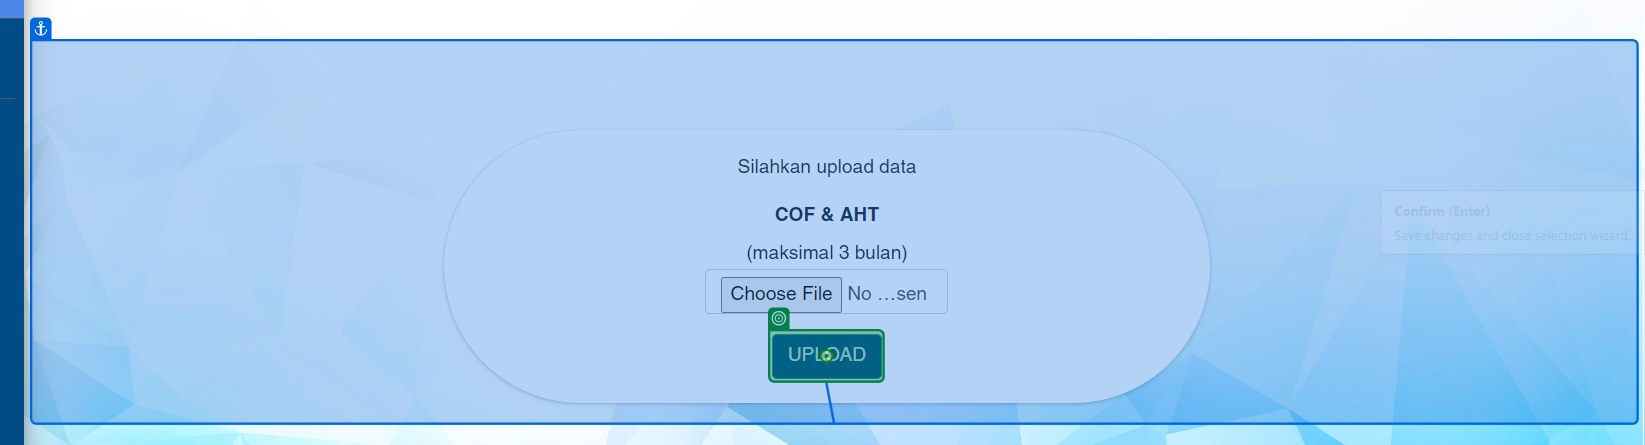 Silahkan upload data
COF & AHT
(maksimal 3 bulan)
Choose File No ...sen
UPLOAD
Confirm (Enter)
Save changes and close selection wizard.